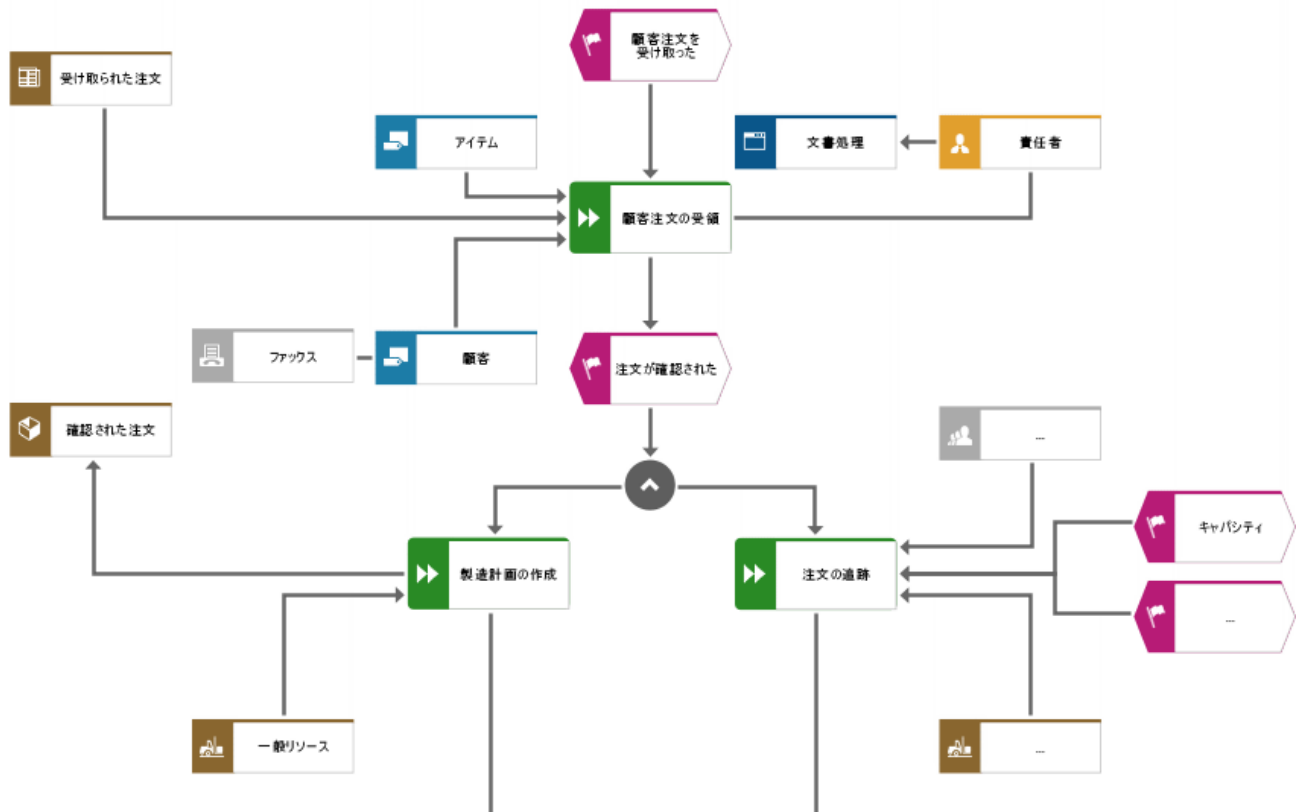 顧客注文を
受け取った
受け取られた注文
アイテム
文書処理
責任者
顧客注文の受領
ファックス
顧客
注文が確認された
確認された注文
...
キャパシティ
製造計画の作成
注文の追跡
...
一般リソース
...